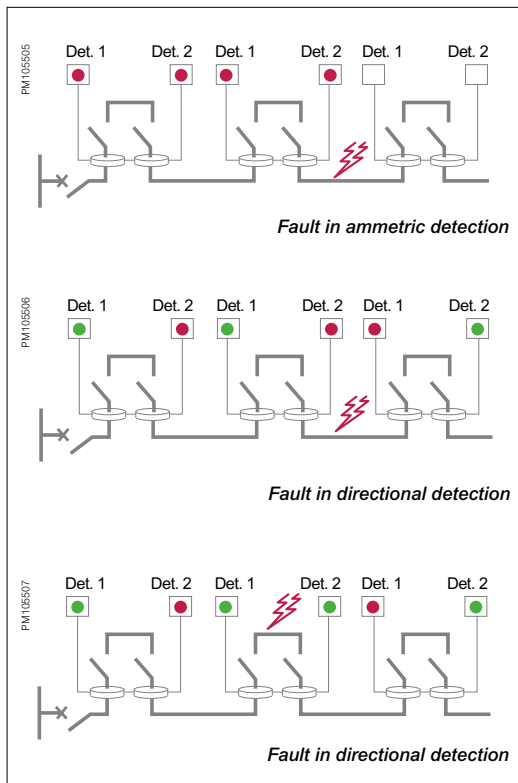 PM105505
Det. 1 Det. 2 Det. 1 Det. 2 Det. 1 Det. 2
Fault in ammetric detection
PM105506
Det. 1 Det. 2 Det. 1 Det. 2 Det. 1 Det. 2
Fault in directional detection
PM105507
Det. 1 Det. 2 Det. 1 Det. 2 Det. 1 Det. 2
Fault in directional detection